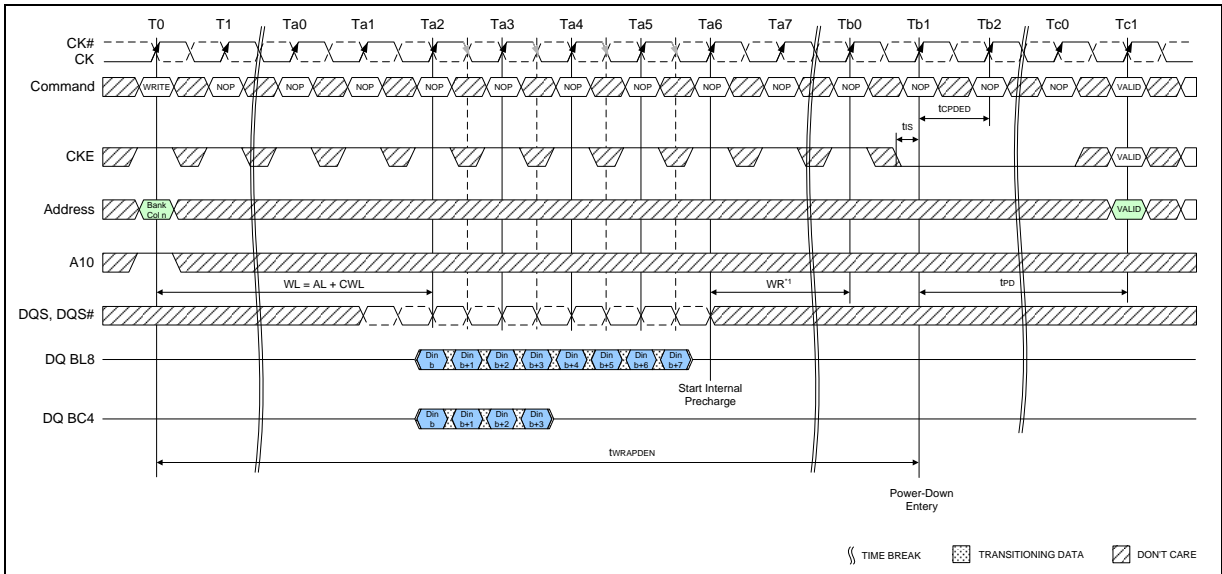 T0 T1 Ta0 Ta1 Ta2 Ta3 Ta4 Ta5 Ta6 Ta7 Tb0 Tb1 Tb2 Tc0 Tc1
CK#
CK
Command WRITE NOP NOP NOP NOP NOP NOP NOP NOP NOP NOP NOP NOP NOP VALID
tCPDED
tIS
CKE VALID
Address Bank Col n VALID
A10
WL = AL + CWL WR*1 tPD
DQS, DQS#
DQ BL8 Din b Din b+1 Din b+2 Din b+3 Din b+4 Din b+5 Din b+6 Din b+7
Start Internal
Precharge
DQ BC4 Din b Din b+1 Din b+2 Din b+3
tWRAPDEN
Power-Down
Entery
TIME BREAK TRANSITIONING DATA DON'T CARE